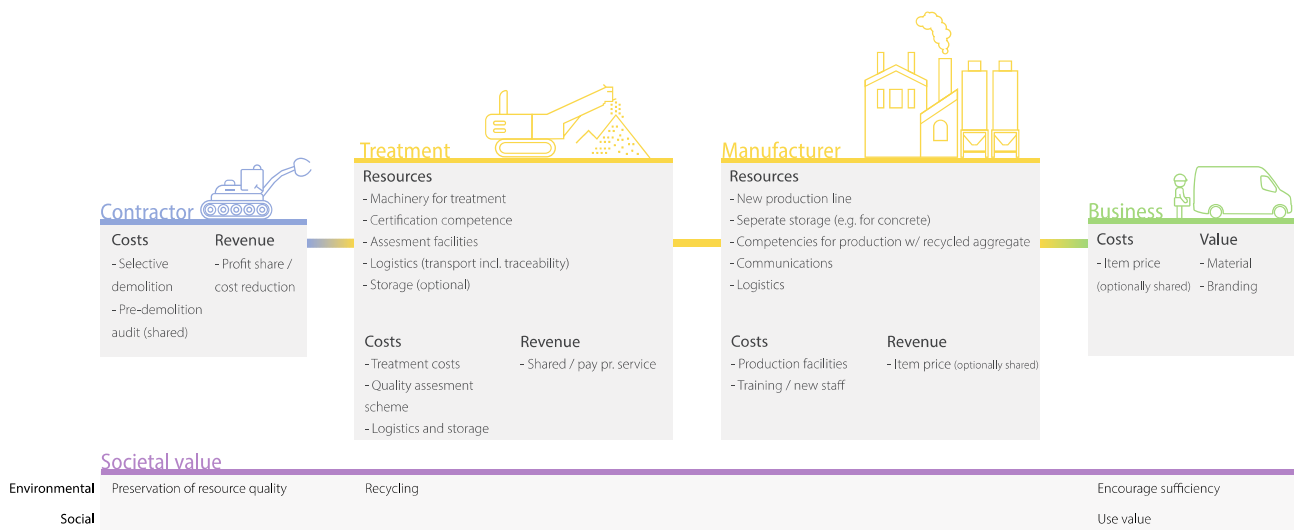 Contractor
Costs
- Selective
demolition
- Pre-demolition
audit (shared)
Revenue
- Profit share /
cost reduction
Treatment
Resources
- Machinery for treatment
- Certification competence
- Assesment facilities
- Logistics (transport incl. traceability)
- Storage (optional)
Costs
- Treatment costs
- Quality assesment
scheme
- Logistics and storage
Revenue
- Shared / pay pr. service
Manufacturer
Resources
- New production line
- Seperate storage (e.g. for concrete)
- Competencies for production w/ recycled aggregate
- Communications
- Logistics
Costs
- Production facilities
- Training / new staff
Revenue
- Item price (optionally shared)
Business
Costs
- Item price
(optionally shared)
Value
- Material
- Branding
Societal value
Environmental
Preservation of resource quality
Recycling
Encourage sufficiency
Social
Use value